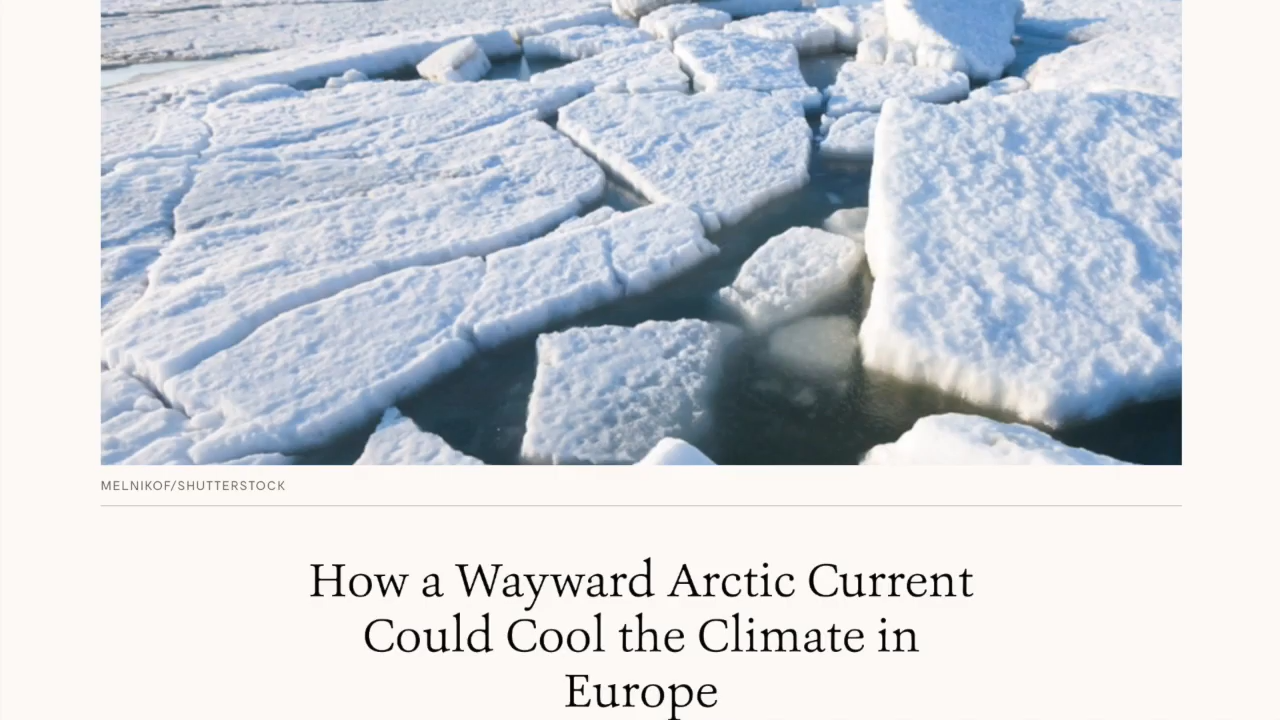 MELNIKOF/SHUTTERSTOCK
How a Wayward Arctic Current
Could Cool the Climate in
Europe